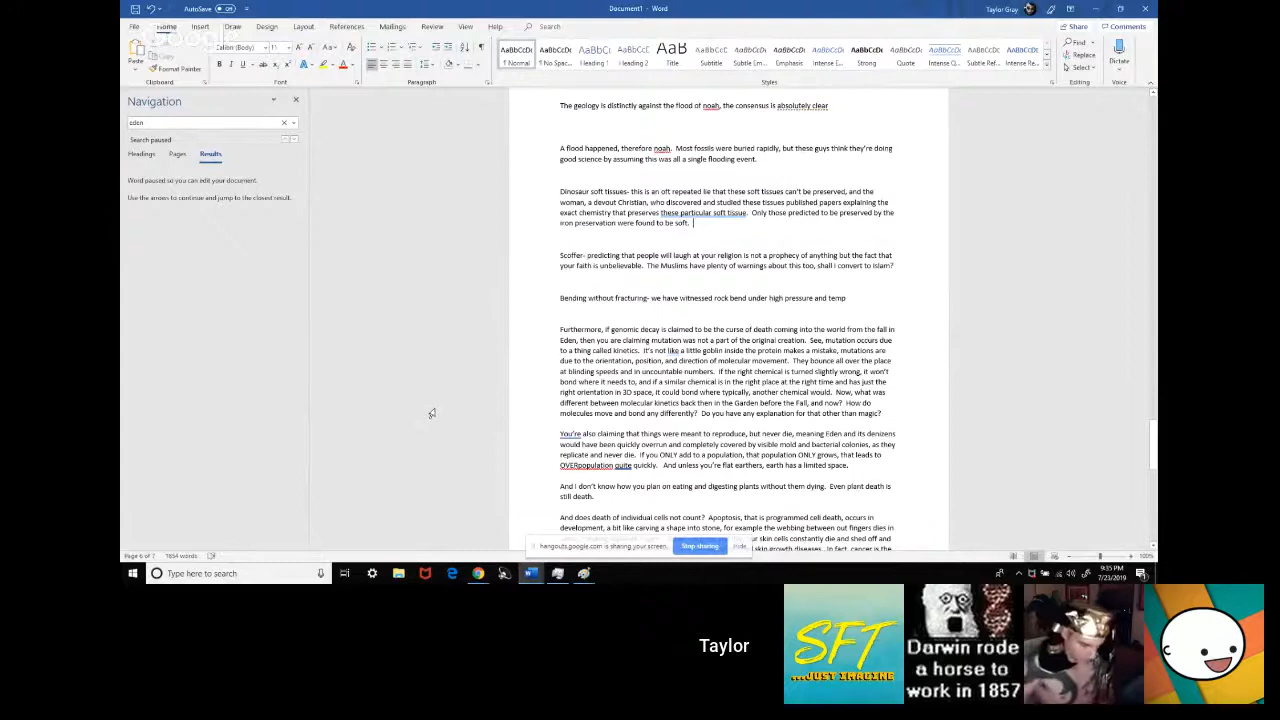 AutoSave
Off
Document1 - Word
Taylor Gray
File
Home
Insert
Draw
Design
Layout
References
Mailings
Review
View
Help
Search
Share
Comments
Google
Paste
Copy
Format Painter
Clipboard
Calibri (Body)
11
Font
Paragraph
AaBbCcDc
AaBbCcDc
AaBbCc
AaBbCcD
AaB
AaBbCcD
AaBbCcDc
AaBbCcDc
AaBbCcDc
AaBbCcDc
AaBbCcDc
AaBbCcDc
AaBbCcDc
¶ Normal
¶ No Spac...
Heading 1
Heading 2
Title
Subtitle
Subtle Em...
Emphasis
Intense E...
Strong
Quote
Intense Q...
Subtle Ref...
Intense Re...
Styles
Find
Replace
Select
Editing
Dictate
Voice
Navigation
eden
Search paused
Headings
Pages
Results
Word paused so you can edit your document.
Use the arrows to continue and jump to the closest result.
The geology is distinctly against the flood of noah, the consensus is absolutely clear
A flood happened, therefore noah. Most fossils were buried rapidly, but these guys think they're doing
good science by assuming this was all a single flooding event.
Dinosaur soft tissues- this is an oft repeated lie that these soft tissues can't be preserved, and the
woman, a devout Christian, who discovered and studied these tissues published papers explaining the
exact chemistry that preserves these particular soft tissue. Only those predicted to be preserved by the
iron preservation were found to be soft.
Scoffer- predicting that people will laugh at your religion is not a prophecy of anything but the fact that
your faith is unbelievable. The Muslims have plenty of warnings about this too, shall I convert to Islam?
Bending without fracturing- we have witnessed rock bend under high pressure and temp
Furthermore, if genomic decay is claimed to be the curse of death coming into the world from the fall in
Eden, then you are claiming mutation was not a part of the original creation. See, mutation occurs due
to a thing called kinetics. It's not like a little goblin inside the protein makes a mistake, mutations are
due to the orientation, position, and direction of molecular movement. They bounce all over the place
at blinding speeds and in uncountable numbers. If the right chemical is turned slightly wrong, it won't
bond where it needs to, and if a similar chemical is in the right place at the right time and has just the
right orientation in 3D space, it could bond where typically, another chemical would. Now, what was
different between molecular kinetics back then in the Garden before the Fall, and now? How do
molecules move and bond any differently? Do you have any explanation for that other than magic?
You're also claiming that things were meant to reproduce, but never die, meaning Eden and its denizens
would have been quickly overrun and completely covered by visible mold and bacterial colonies, as they
replicate and never die. If you ONLY add to a population, that population ONLY grows, that leads to
OVERpopulation quite quickly. And unless you're flat earthers, earth has a limited space.
And I don't know how you plan on eating and digesting plants without them dying. Even plant death is
still death.
And does death of individual cells not count? Apoptosis, that is programmed cell death, occurs in
development, a bit like carving a shape into stone, for example the webbing between out fingers dies in
ur skin cells constantly die and shed off and
skin growth diseases. In fact, cancer is the
hangouts.google.com is sharing your screen.
Stop sharing
Hide
Page 6 of 7
1854 words
100%
Type here to search
9:35 PM
7/23/2019
Taylor
SFT
...JUST IMAGINE
Darwin rode
a horse to
work in 1857